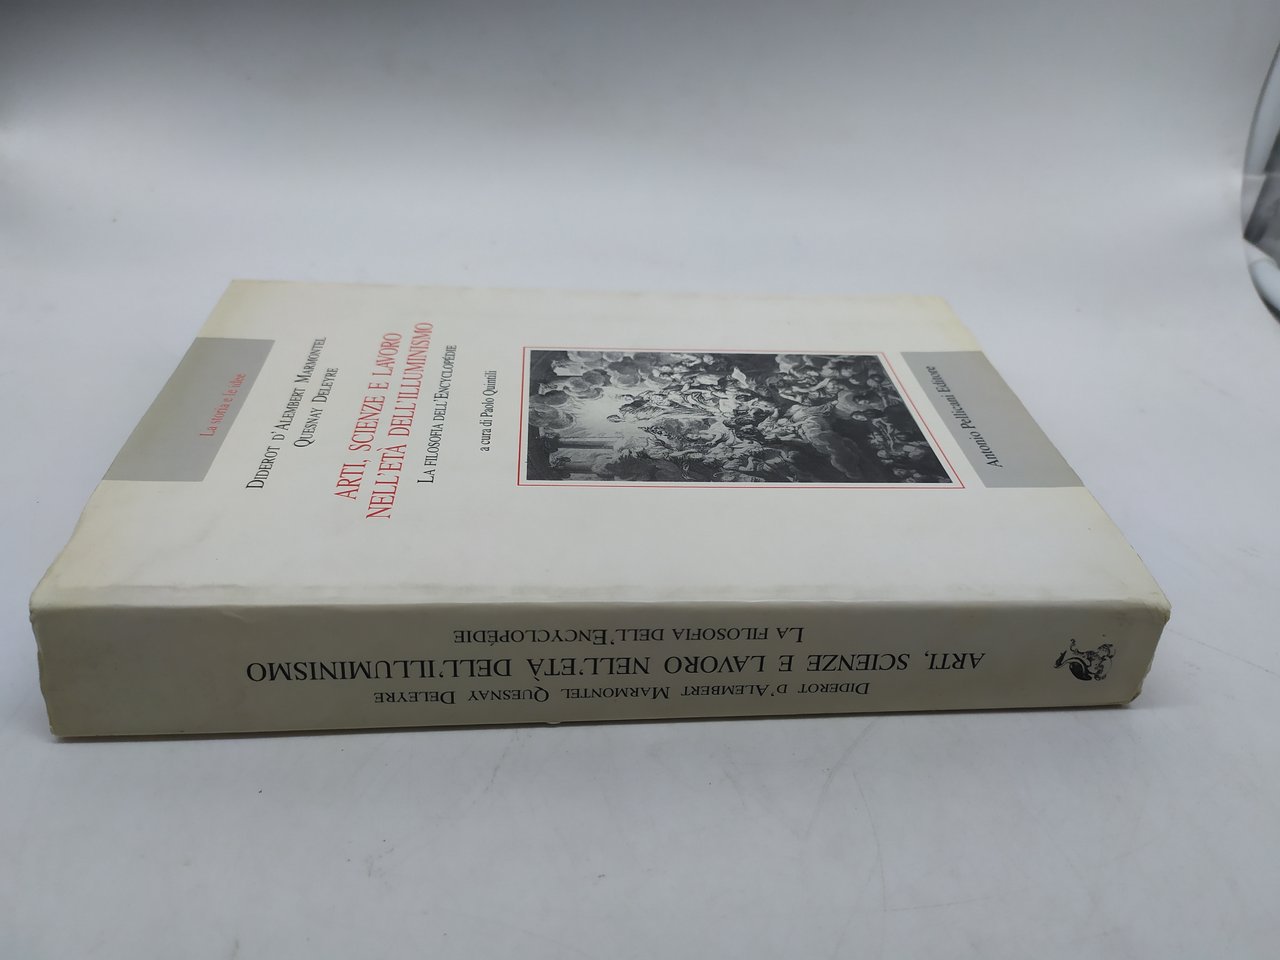 La storia e le idee
DIDEROT D'ALEMBERT MARMONTEL
QUESNAY DELEYRE
ARTI, SCIENZE E LAVORO
NELL'ETÀ DELL'ILLUMINISMO
LA FILOSOFIA DELL'ENCYCLOPÉDIE
a cura di Paolo Quintili
Antonio Pellicani Editore
DIDEROT D'ALEMBERT MARMONTEL QUESNAY DELEYRE
ARTI, SCIENZE E LAVORO NELL'ETÀ DELL'ILLUMINISMO
LA FILOSOFIA DELL'ENCYCLOPÉDIE